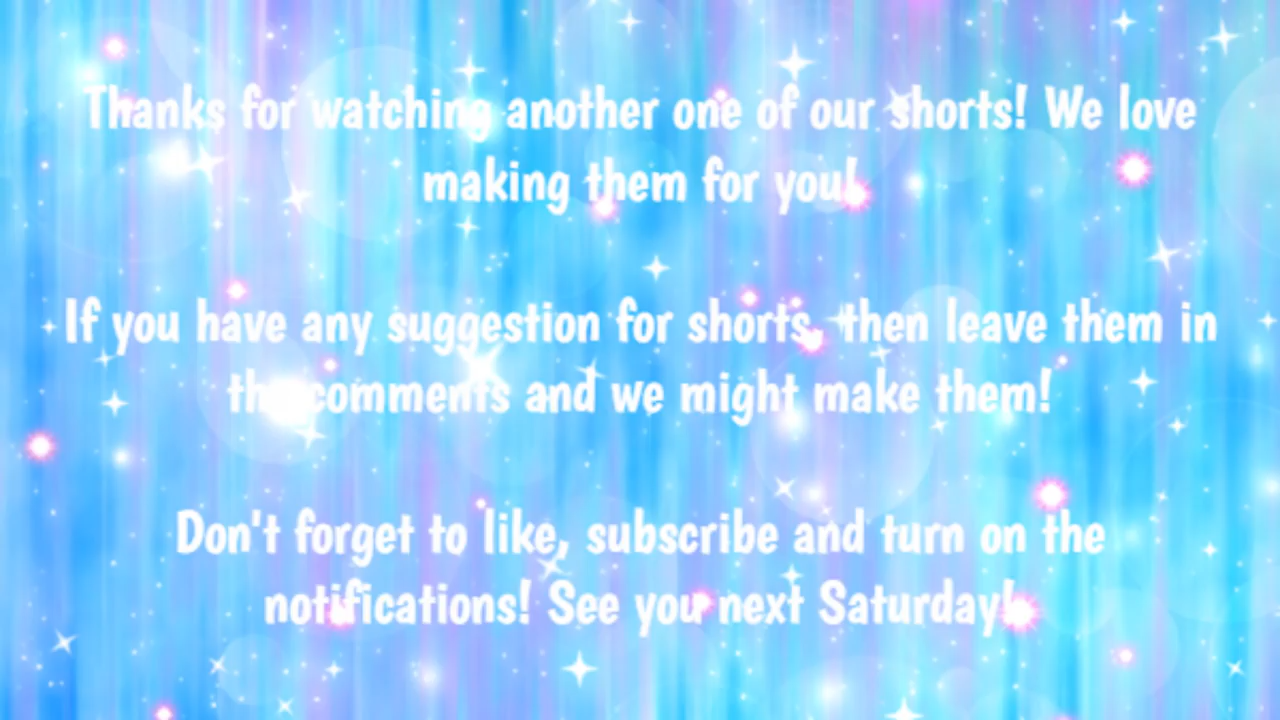 Thanks for watching another one of our shorts! We love
making them for you!
If you have any suggestion for shorts, then leave them in
the comments and we might make them!
Don't forget to like, subscribe and turn on the
notifications! See you next Saturday!